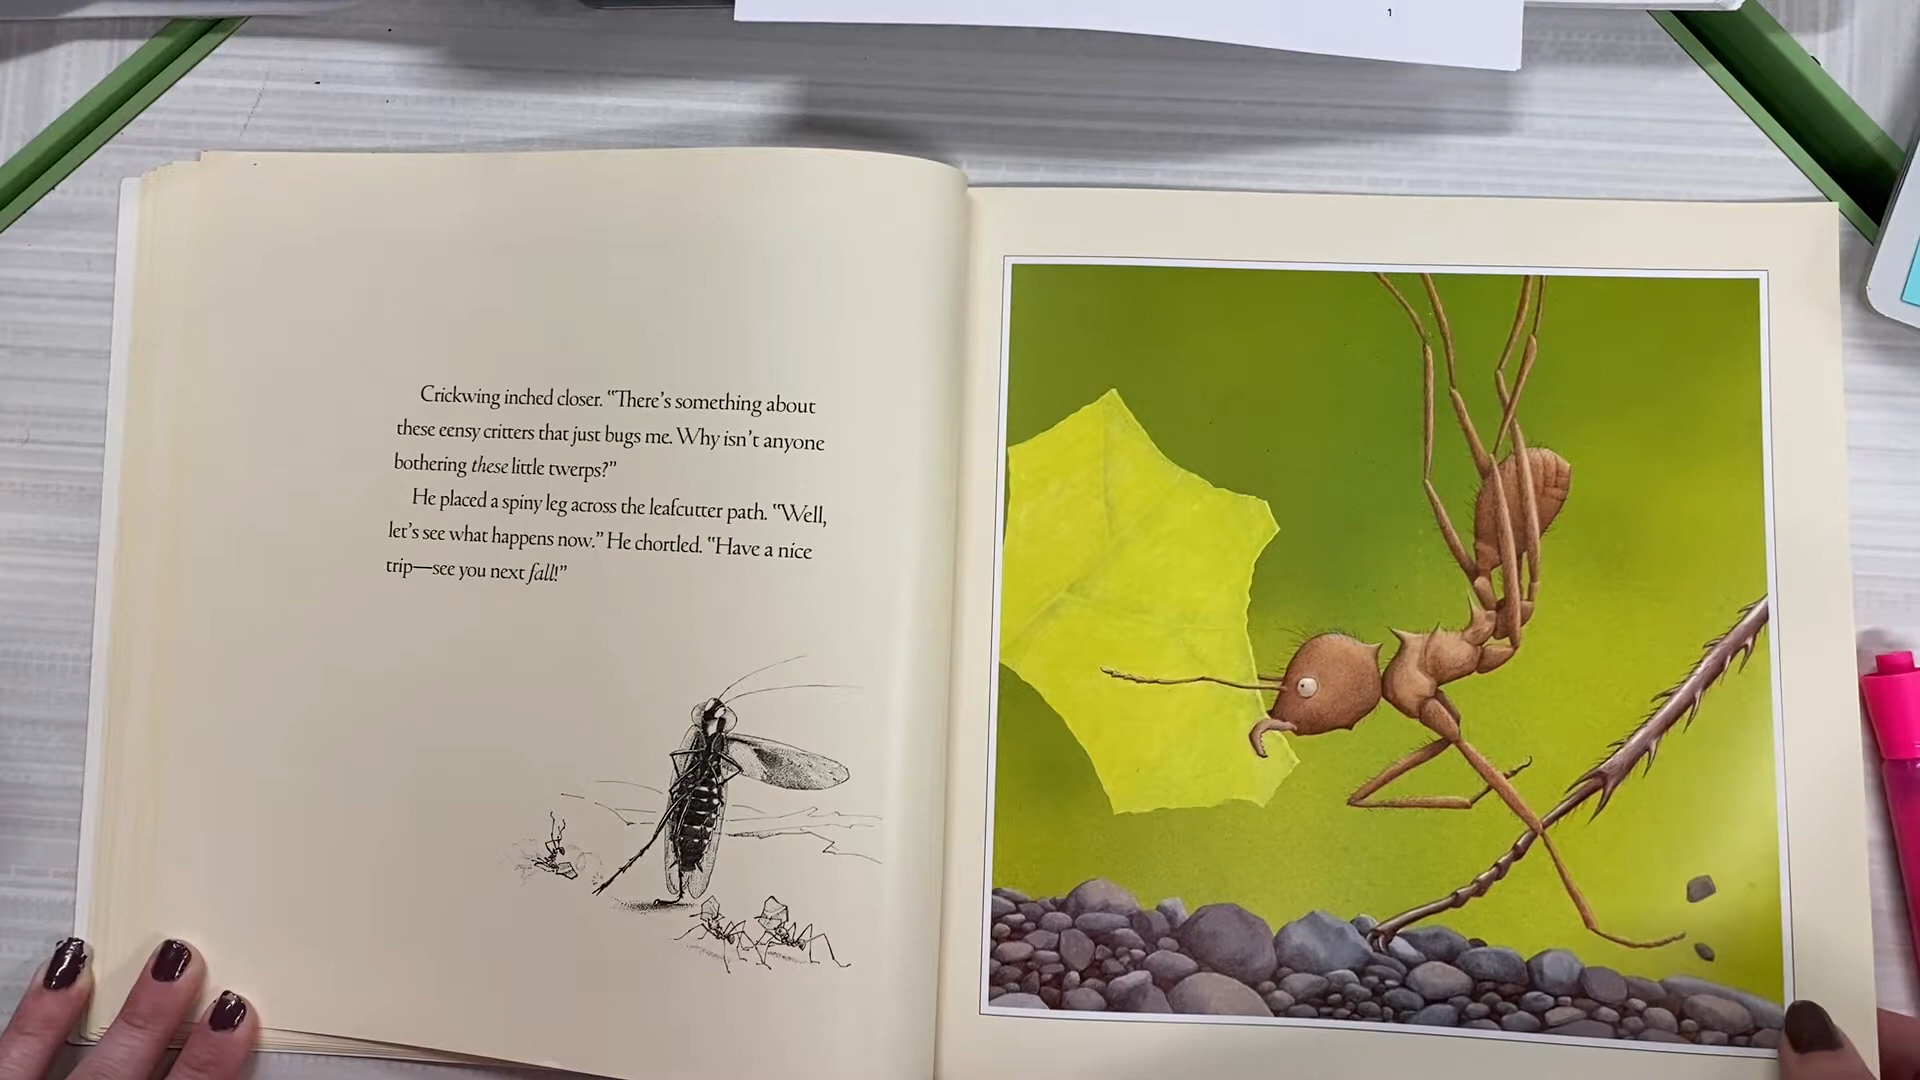 1
Crickwing inched closer. "There's something about
these eensy critters that just bugs me. Why isn't anyone
bothering these little twerps?"
He placed a spiny leg across the leafcutter path. "Well,
let's see what happens now." He chortled. "Have a nice
trip—see you next fall!"